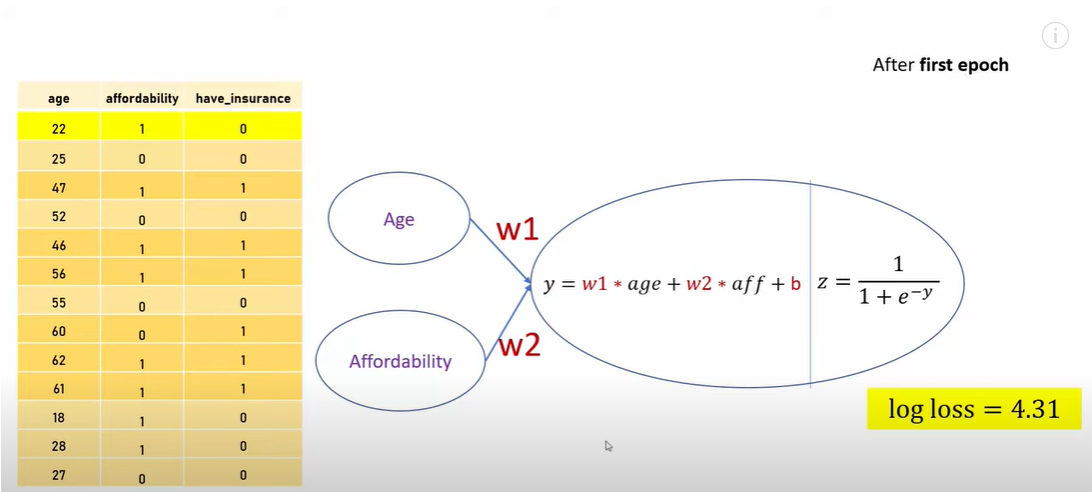 After first epoch
age affordability have_insurance
22 1 0
25 0 0
47 1 1
52 0 0
46 1 1
56 1 1
55 0 0
60 0 1
62 1 1
61 1 1
18 1 0
28 1 0
27 0 0
Age
w1
y = w1 * age + w2 * aff + b
z = 1 / (1 + e^{-y})
w2
Affordability
log loss = 4.31